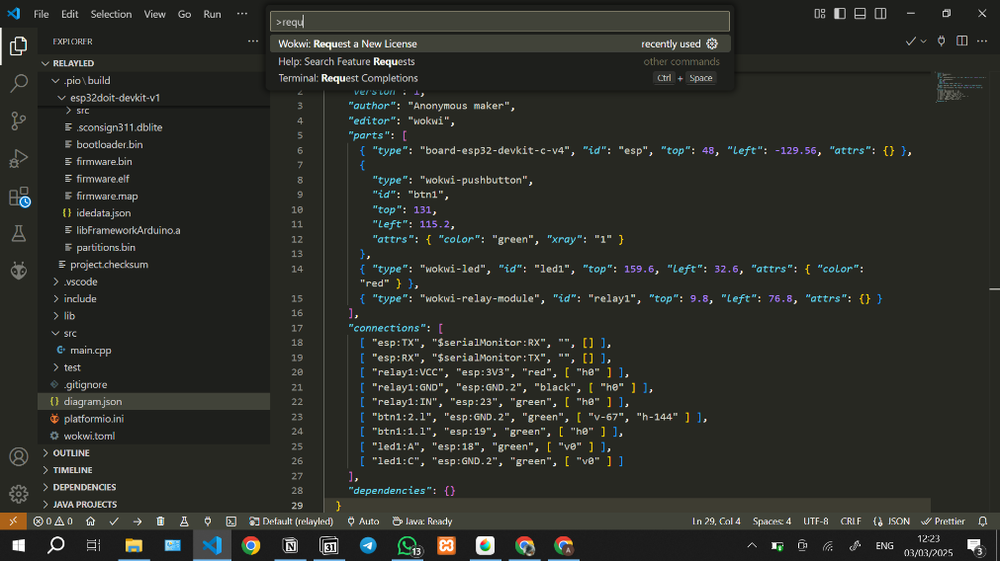 File Edit Selection View Go Run ···
>requ
Wokwi: Request a New License recently used
Help: Search Feature Requests other commands
Terminal: Request Completions Ctrl + Space
EXPLORER ···
RELAYLED
.pio\build
esp32doit-devkit-v1
src
.sconsign311.dblite
bootloader.bin
firmware.bin
firmware.elf
firmware.map
{} idedata.json
libFrameworkArduino.a
partitions.bin
project.checksum
.vscode
include
lib
src
main.cpp
test
.gitignore
{} diagram.json
platformio.ini
wokwi.toml
OUTLINE
TIMELINE
DEPENDENCIES
JAVA PROJECTS
2 "version": 1,
3 "author": "Anonymous maker",
4 "editor": "wokwi",
5 "parts": [
6 { "type": "board-esp32-devkit-c-v4", "id": "esp", "top": 48, "left": -129.56, "attrs": {} },
7 {
8 "type": "wokwi-pushbutton",
9 "id": "btn1",
10 "top": 131,
11 "left": 115.2,
12 "attrs": { "color": "green", "xray": "1" }
13 },
14 { "type": "wokwi-led", "id": "led1", "top": 159.6, "left": 32.6, "attrs": { "color":
"red" } },
15 { "type": "wokwi-relay-module", "id": "relay1", "top": 9.8, "left": 76.8, "attrs": {} }
16 ],
17 "connections": [
18 [ "esp:TX", "$serialMonitor:RX", "", [] ],
19 [ "esp:RX", "$serialMonitor:TX", "", [] ],
20 [ "relay1:VCC", "esp:3V3", "red", [ "h0" ] ],
21 [ "relay1:GND", "esp:GND.2", "black", [ "h0" ] ],
22 [ "relay1:IN", "esp:23", "green", [ "h0" ] ],
23 [ "btn1:2.l", "esp:GND.2", "green", [ "v-67", "h-144" ] ],
24 [ "btn1:1.l", "esp:19", "green", [ "h0" ] ],
25 [ "led1:A", "esp:18", "green", [ "v0" ] ],
26 [ "led1:C", "esp:GND.2", "green", [ "v0" ] ]
27 ],
28 "dependencies": {}
29 }
0 0 Default (relayled) Auto Java: Ready Ln 29, Col 4 Spaces: 4 UTF-8 CRLF {} JSON Prettier
31 13 ENG 12:23
03/03/2025 3